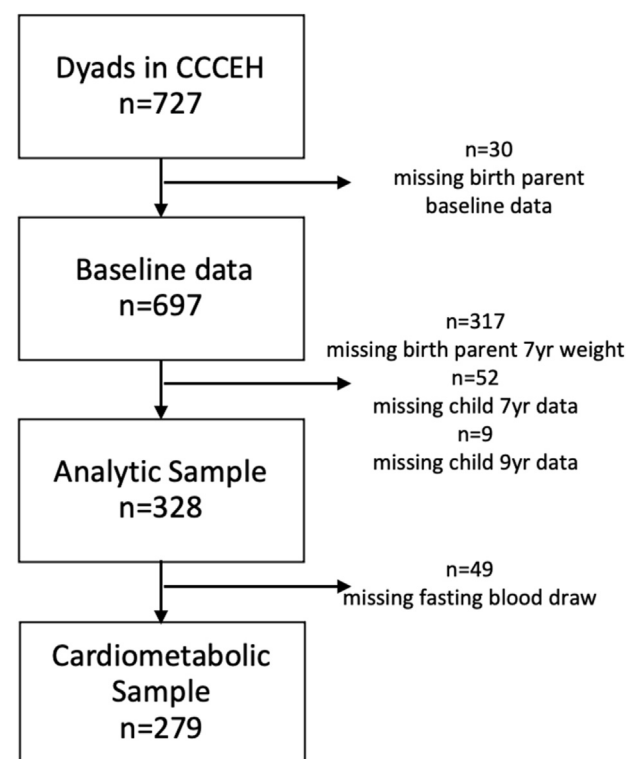 Dyads in CCCEH
n=727
n=30
missing birth parent
baseline data
Baseline data
n=697
n=317
missing birth parent 7yr weight
n=52
missing child 7yr data
n=9
missing child 9yr data
Analytic Sample
n=328
n=49
missing fasting blood draw
Cardiometabolic
Sample
n=279